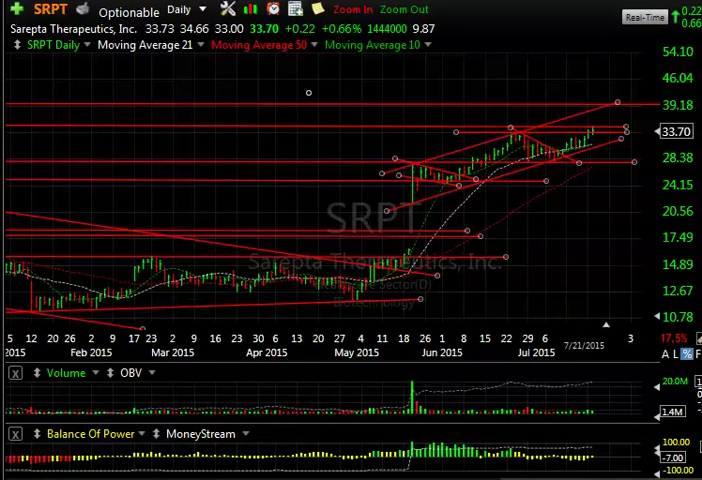 SRPT Optionable Daily Zoom In Zoom Out Real-Time 0.22
Sarepta Therapeutics, Inc. 33.73 34.66 33.00 33.70 +0.22 +0.66% 1444000 9.87 +0.66
SRPT Daily Moving Average 21 Moving Average 50 Moving Average 10
54.10
46.04
39.18
33.70
28.38
24.15
20.56
17.49
14.89
12.67
10.78
SRPT
Sarepta Therapeutics, Inc.
Sector(D)
Biotechnology
5 12 20 26 2 9 17 23 2 9 16 23 6 13 20 27 4 11 18 26 1 8 15 22 29 6 3 17.5%
2015 Feb 2015 Mar 2015 Apr 2015 May 2015 Jun 2015 Jul 2015 7/21/2015 A L % F
X Volume OBV
20.0M
1.4M
X Balance Of Power MoneyStream
100.00
-7.00
-100.00